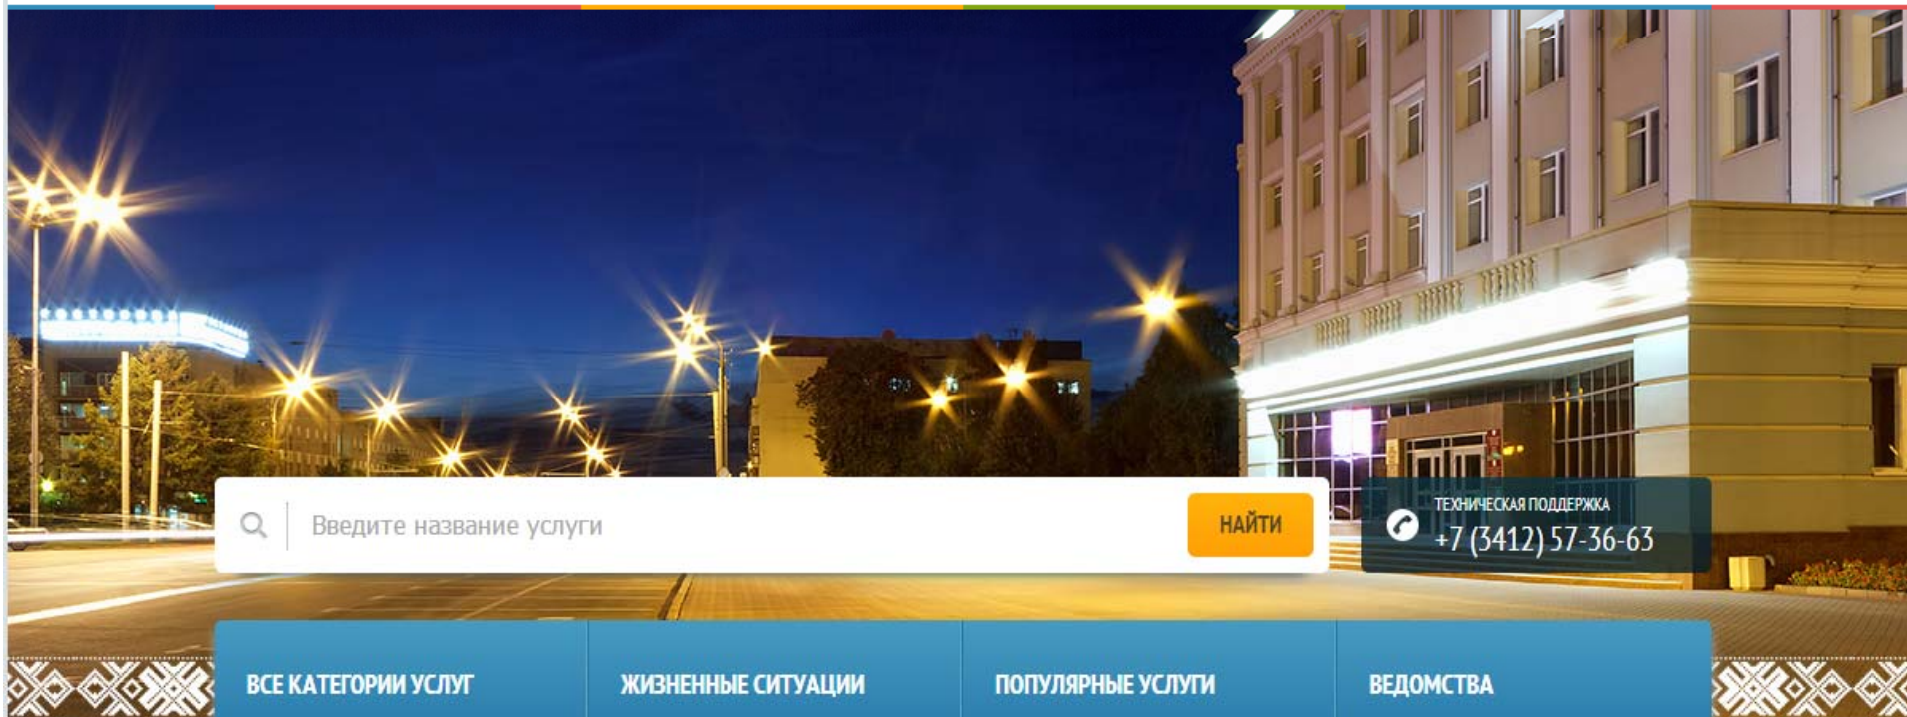 Введите название услуги
НАЙТИ
ТЕХНИЧЕСКАЯ ПОДДЕРЖКА
+7 (3412) 57-36-63
ВСЕ КАТЕГОРИИ УСЛУГ
ЖИЗНЕННЫЕ СИТУАЦИИ
ПОПУЛЯРНЫЕ УСЛУГИ
ВЕДОМСТВА